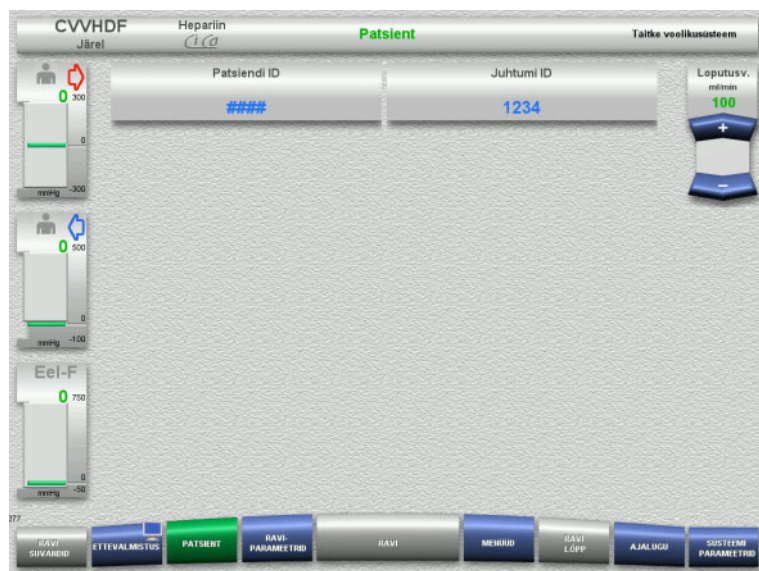 CVVHDF
Järel
Hepariin
Ci Ca
Patsient
Täitke voolikusüsteem
0
300
0
-300
mmHg
Patsiendi ID
####
Juhtumi ID
1234
Loputusv.
ml/min
100
+
–
0
500
0
-100
mmHg
Eel-F
0
750
0
-50
mmHg
277
RAVI
SUVANDID
ETTEVALMISTUS
PATSIENT
RAVI-
PARAMEETRID
RAVI
MENÜÜD
RAVI
LÕPP
AJALUGU
SÜSTEEMI
PARAMEETRID